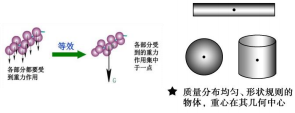 等效
各部分都要受
到重力作用
各部分受
到的重力
作用集中
于一点
G
★ 质量分布均匀、形状规则的
物体，重心在其几何中心